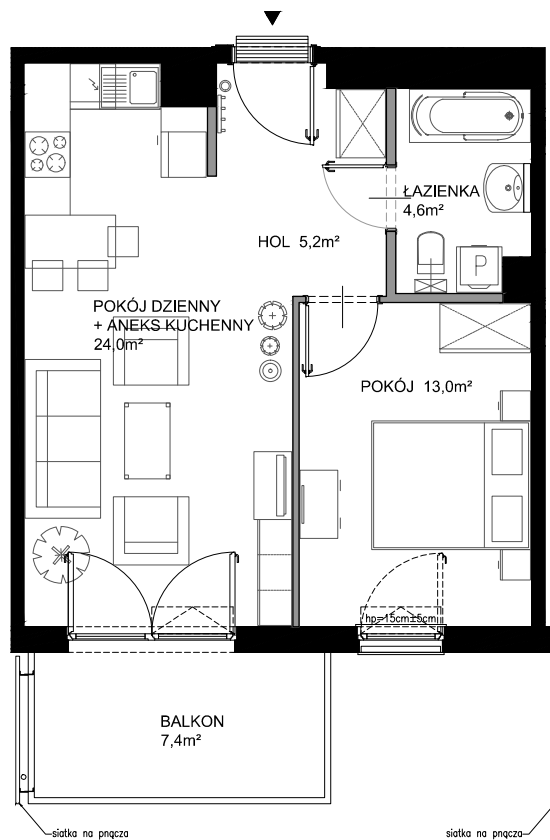 ŁAZIENKA
4,6m²
HOL 5,2m²
P
POKÓJ DZIENNY
+ ANEKS KUCHENNY
24,0m²
POKÓJ 13,0m²
hp=15cm±5cm
BALKON
7,4m²
siatka na pnącza
siatka na pnącza